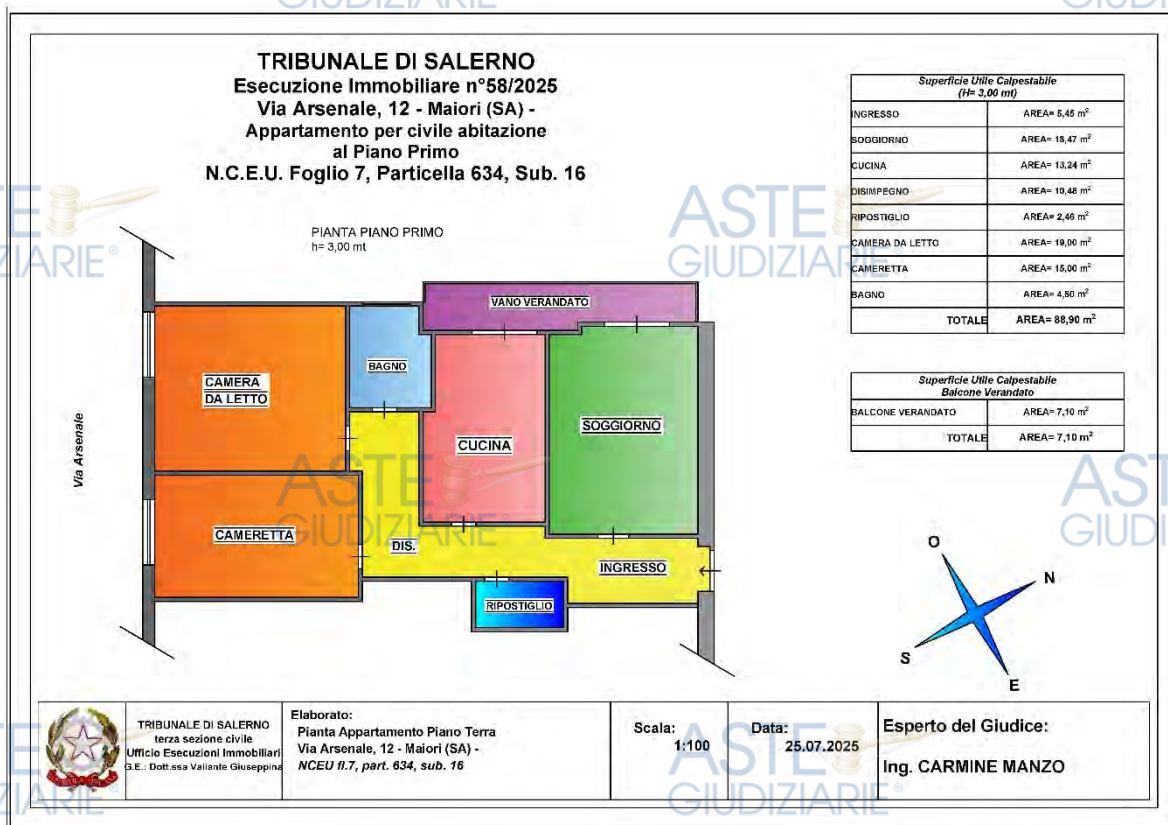 TRIBUNALE DI SALERNO
Esecuzione Immobiliare n°58/2025
Via Arsenale, 12 - Maiori (SA) -
Appartamento per civile abitazione
al Piano Primo
N.C.E.U. Foglio 7, Particella 634, Sub. 16
PIANTA PIANO PRIMO
h= 3,00 mt
Superficie Utile Calpestabile
(H= 3,00 mt)
INGRESSO AREA= 5,45 m²
SOGGIORNO AREA= 18,47 m²
CUCINA AREA= 13,24 m²
DISIMPEGNO AREA= 10,48 m²
RIPOSTIGLIO AREA= 2,46 m²
CAMERA DA LETTO AREA= 19,00 m²
CAMERETTA AREA= 15,00 m²
BAGNO AREA= 4,50 m²
TOTALE AREA= 88,90 m²
Superficie Utile Calpestabile
Balcone Verandato
BALCONE VERANDATO AREA= 7,10 m²
TOTALE AREA= 7,10 m²
VANO VERANDATO
BAGNO
CAMERA
DA LETTO
CUCINA
SOGGIORNO
CAMERETTA
DIS.
INGRESSO
RIPOSTIGLIO
Via Arsenale
O
N
S
E
TRIBUNALE DI SALERNO
terza sezione civile
Ufficio Esecuzioni Immobiliari
G.E.: Dott.ssa Valiante Giuseppina
Elaborato:
Pianta Appartamento Piano Terra
Via Arsenale, 12 - Maiori (SA) -
NCEU fl.7, part. 634, sub. 16
Scala:
1:100
Data:
25.07.2025
Esperto del Giudice:
Ing. CARMINE MANZO
ASTE
GIUDIZIARIE®